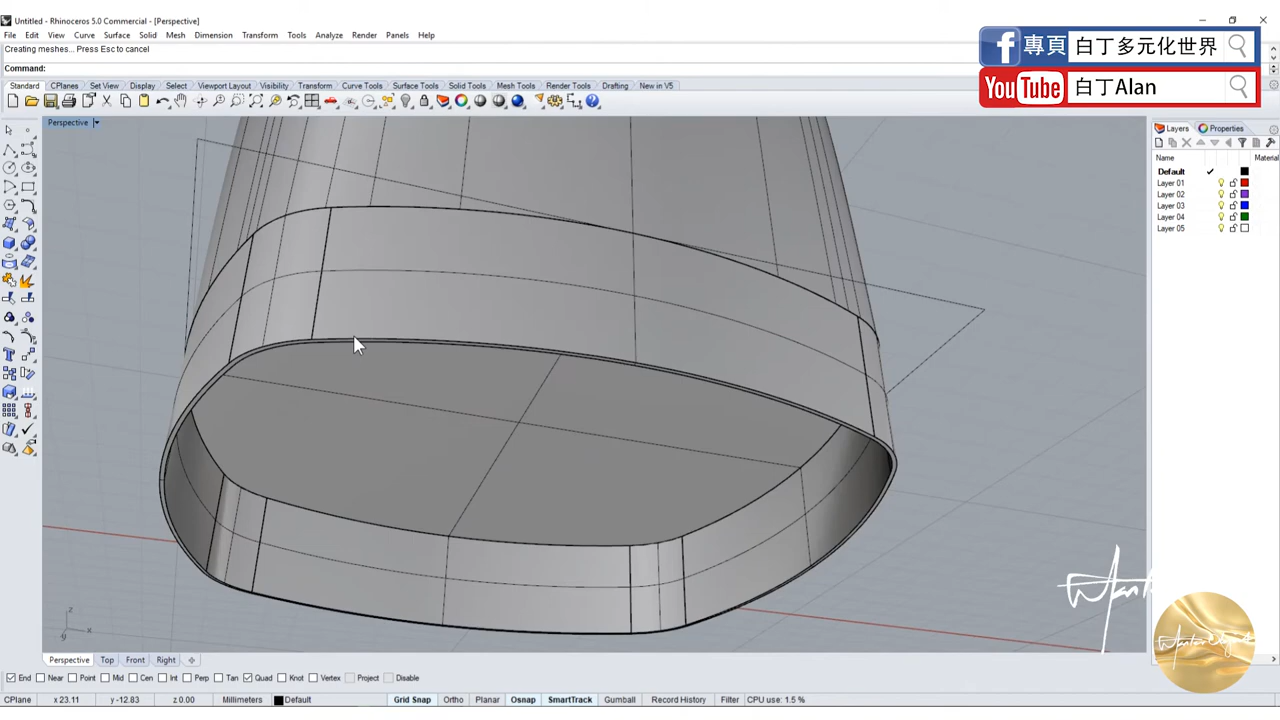 Untitled - Rhinoceros 5.0 Commercial - [Perspective]
File Edit View Curve Surface Solid Mesh Dimension Transform Tools Analyze Render Panels Help
Creating meshes... Press Esc to cancel
Command:
專頁 白丁多元化世界
YouTube 白丁Alan
Standard CPlanes Set View Display Select Viewport Layout Visibility Transform Curve Tools Surface Tools Solid Tools Mesh Tools Render Tools Drafting New in V5
Perspective
Layers Properties
Name Material
Default
Layer 01
Layer 02
Layer 03
Layer 04
Layer 05
z
y x
Perspective Top Front Right
End Near Point Mid Cen Int Perp Tan Quad Knot Vertex Project Disable
CPlane x 23.11 y -12.83 z 0.00 Millimeters Default Grid Snap Ortho Planar Osnap SmartTrack Gumball Record History Filter CPU use: 1.5 %